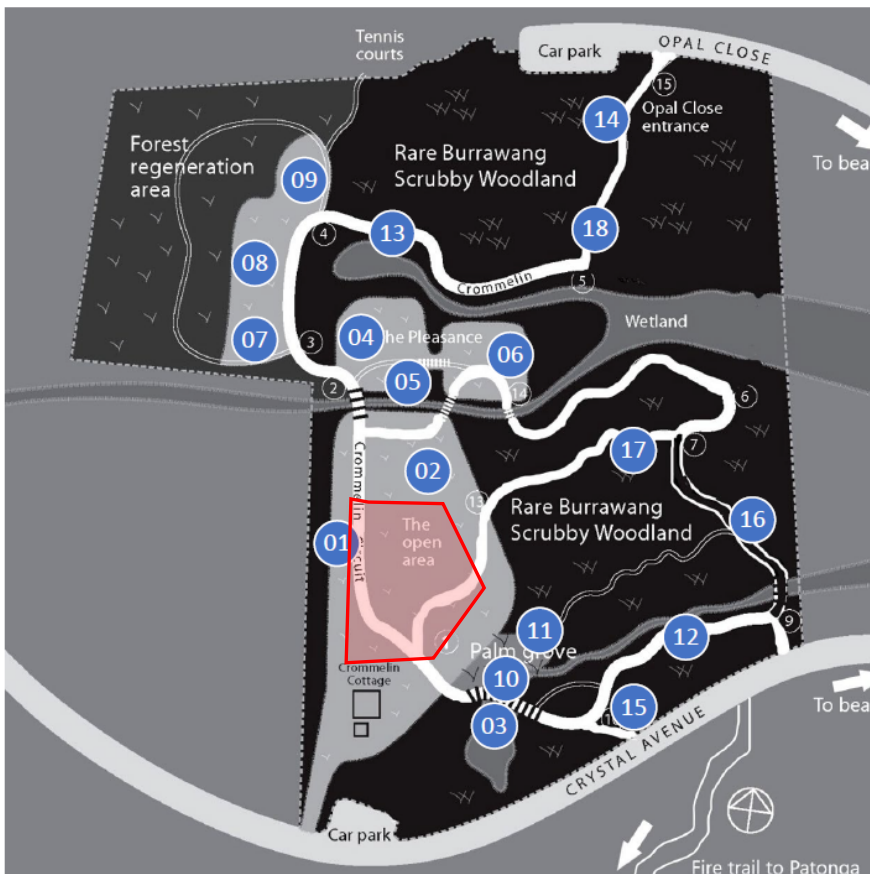 Tennis
courts
Car park
OPAL CLOSE
15
14
Opal Close
entrance
To bea
Forest
regeneration
area
Rare Burrawang
Scrubby Woodland
09
4
13
18
08
Crommelin
5
07
3
04
he Pleasance
06
Wetland
2
05
14
6
Crommelin
02
17
7
13
Rare Burrawang
Scrubby Woodland
16
01
The
open
area
Circuit
11
12
9
Palm grove
10
Crommelin
Cottage
03
15
To bea
CRYSTAL AVENUE
Car park
Fire trail to Patonga